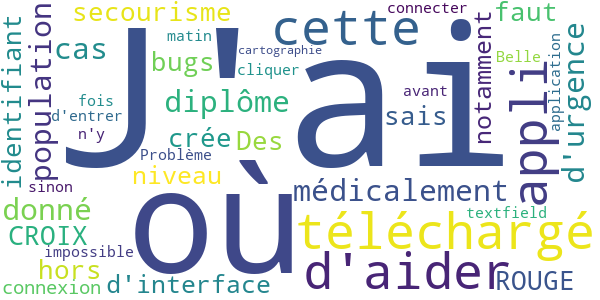 secourisme
cette
connecter
faut
J'ai
matin
cas
bugs
cartographie
cliquer
identifiant
population
fois
d'entrer
n'y
diplôme
crée
Des
sais
avant
notamment
appli
Belle
application
d'urgence
Problème
sinon
niveau
où
médicalement
donné
CROIX
téléchargé
textfield
impossible
hors
connexion
d'interface
d'aider
ROUGE